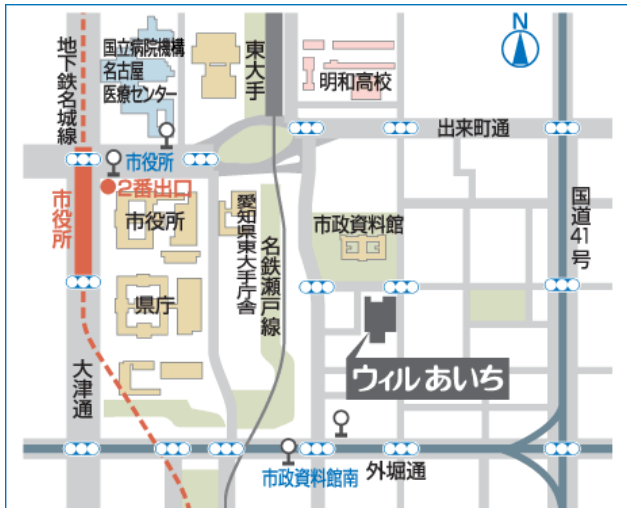 N
地下鉄名城線
国立病院機構
名古屋
医療センター
東大手
明和高校
出来町通
市役所
2番出口
市役所
市役所
愛知県東大手庁舎
名鉄瀬戸線
市政資料館
国道41号
県庁
ウィルあいち
大津通
市政資料館南
外堀通